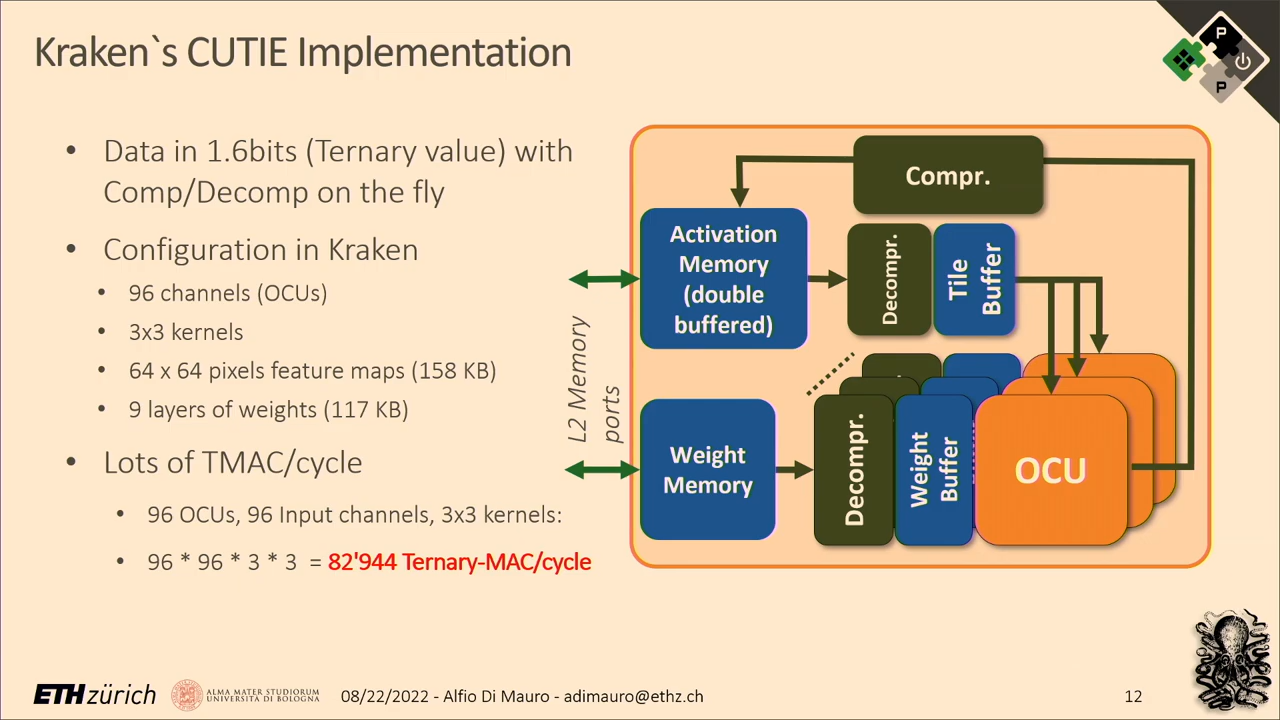 Kraken`s CUTIE Implementation
P
P
• Data in 1.6bits (Ternary value) with
Comp/Decomp on the fly
• Configuration in Kraken
• 96 channels (OCUs)
• 3x3 kernels
• 64 x 64 pixels feature maps (158 KB)
• 9 layers of weights (117 KB)
• Lots of TMAC/cycle
• 96 OCUs, 96 Input channels, 3x3 kernels:
• 96 * 96 * 3 * 3 = 82'944 Ternary-MAC/cycle
L2 Memory
ports
Compr.
Activation
Memory
(double
buffered)
Decompr.
Tile
Buffer
Weight
Memory
Decompr.
Weight
Buffer
OCU
ETH zürich
ALMA MATER STUDIORUM
UNIVERSITÀ DI BOLOGNA
08/22/2022 - Alfio Di Mauro - adimauro@ethz.ch
12